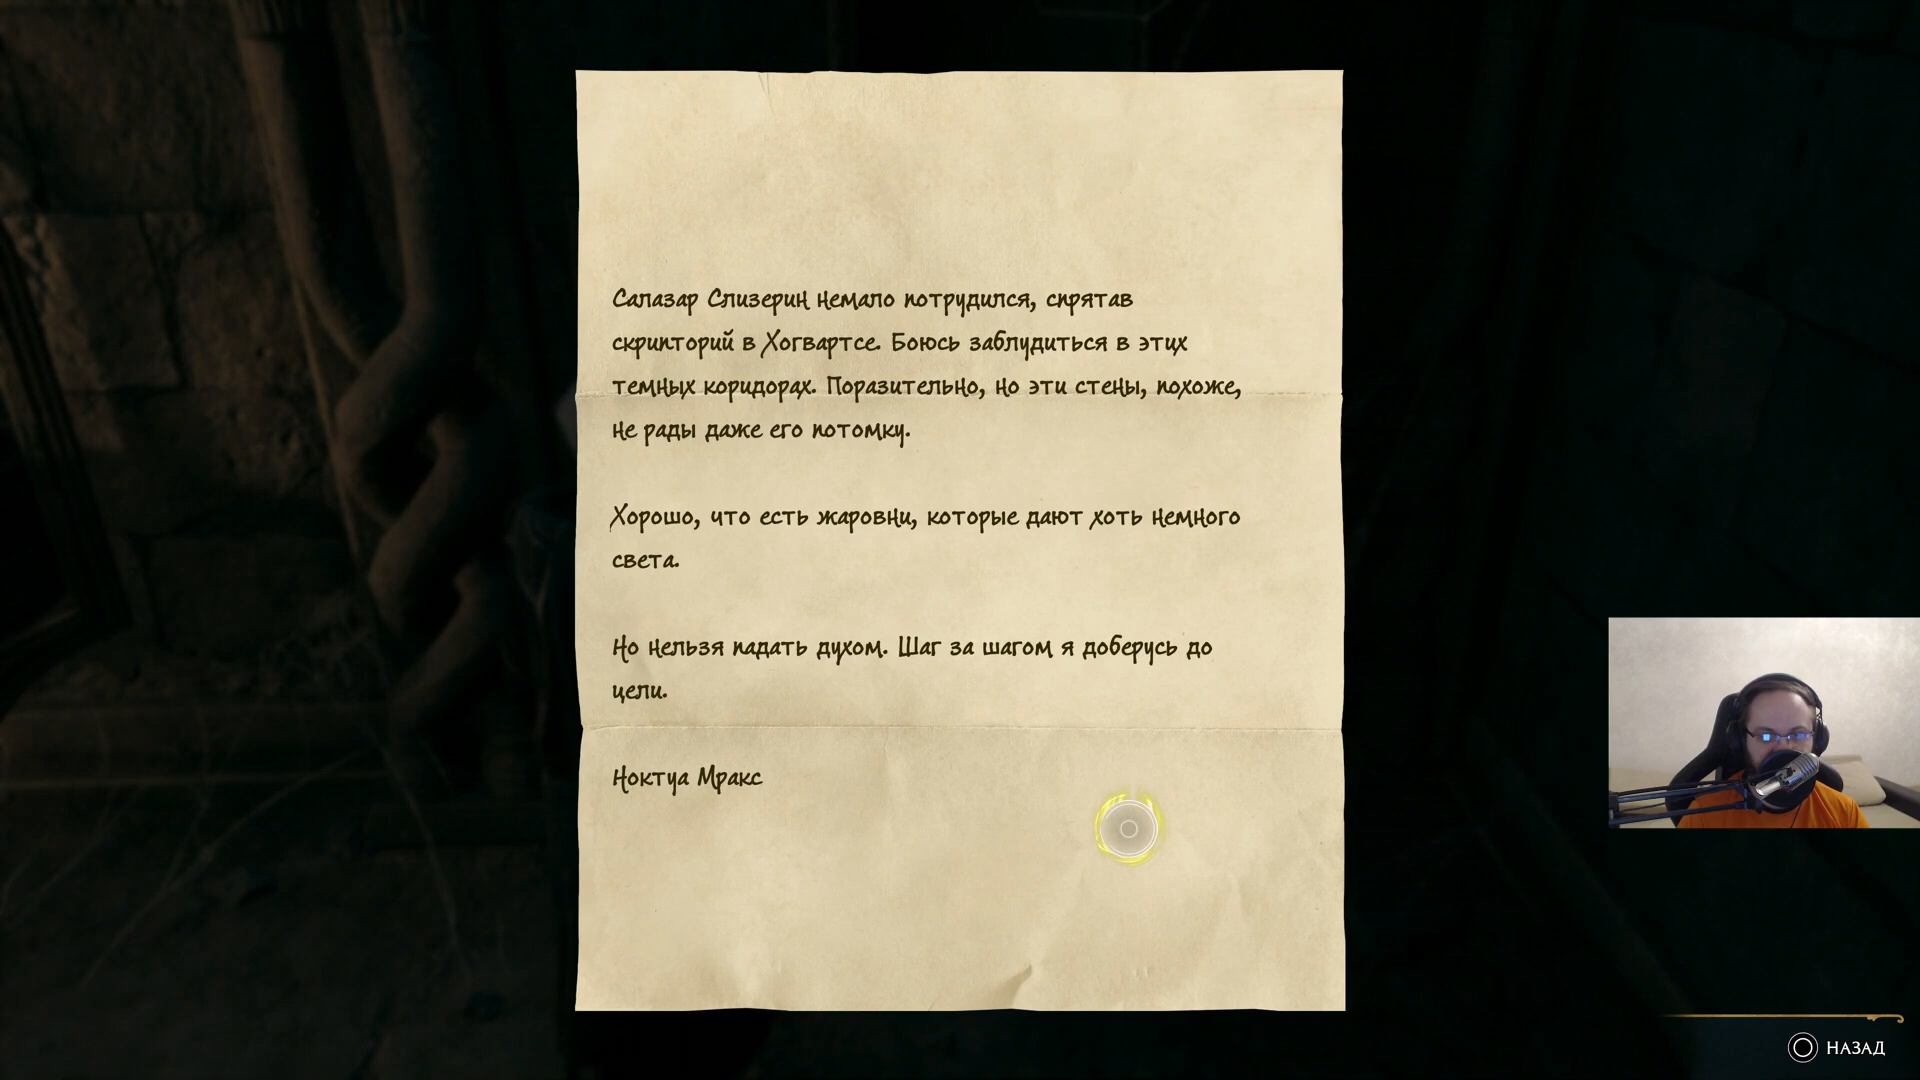 Салазар Слизерин немало потрудился, спрятав
скрипторий в Хогвартсе. Боюсь заблудиться в этих
темных коридорах. Поразительно, но эти стены, похоже,
не рады даже его потомку.
Хорошо, что есть жаровни, которые дают хоть немного
света.
Но нельзя падать духом. Шаг за шагом я доберусь до
цели.
Ноктуа Мракс
НАЗАД